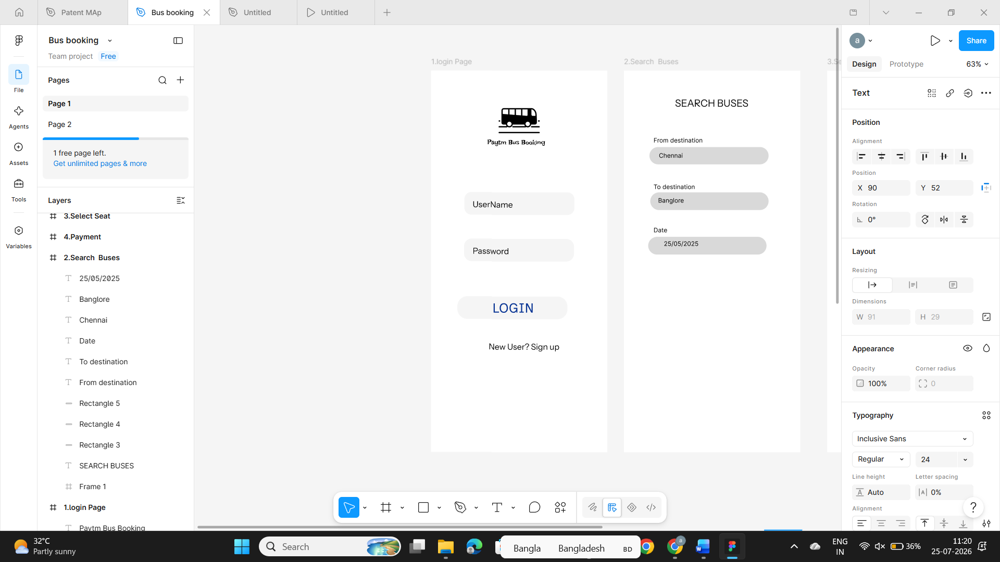 Patent MAp
Bus booking
Untitled
Untitled
Bus booking
Team project Free
Pages
Page 1
Page 2
1 free page left.
Get unlimited pages & more
File
Agents
Assets
Tools
Variables
Layers
3.Select Seat
4.Payment
2.Search  Buses
25/05/2025
Banglore
Chennai
Date
To destination
From destination
Rectangle 5
Rectangle 4
Rectangle 3
SEARCH BUSES
Frame 1
1.login Page
Paytm Bus Booking
1.login Page
Paytm Bus Booking
UserName
Password
LOGIN
New User? Sign up
2.Search  Buses
SEARCH BUSES
From destination
Chennai
To destination
Banglore
Date
25/05/2025
3.Se
a
Share
Design Prototype 63%
Text
Position
Alignment
Position
X 90 Y 52
Rotation
0°
Layout
Resizing
Dimensions
W 91 H 29
Appearance
Opacity Corner radius
100% 0
Typography
Inclusive Sans
Regular 24
Line height Letter spacing
Auto 0%
Alignment
?
32°C
Partly sunny
Search
Bangla Bangladesh BD
a
W
ENG
IN
36%
11:20
25-07-2026